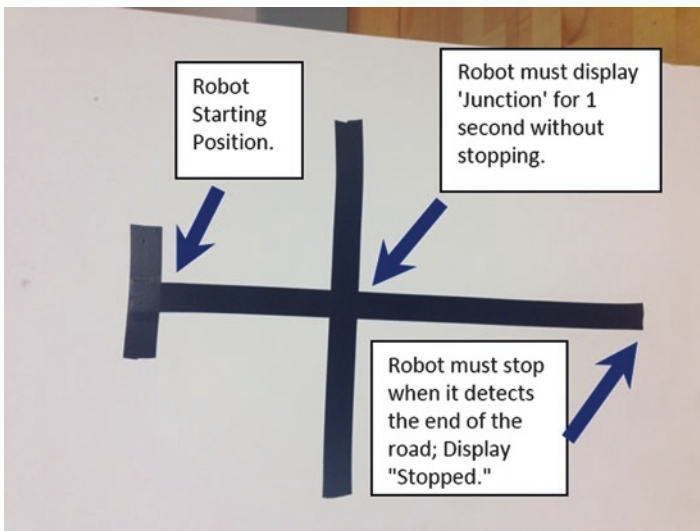 Robot
Starting
Position.
Robot must display
'Junction' for 1
second without
stopping.
Robot must stop
when it detects
the end of the
road; Display
"Stopped."